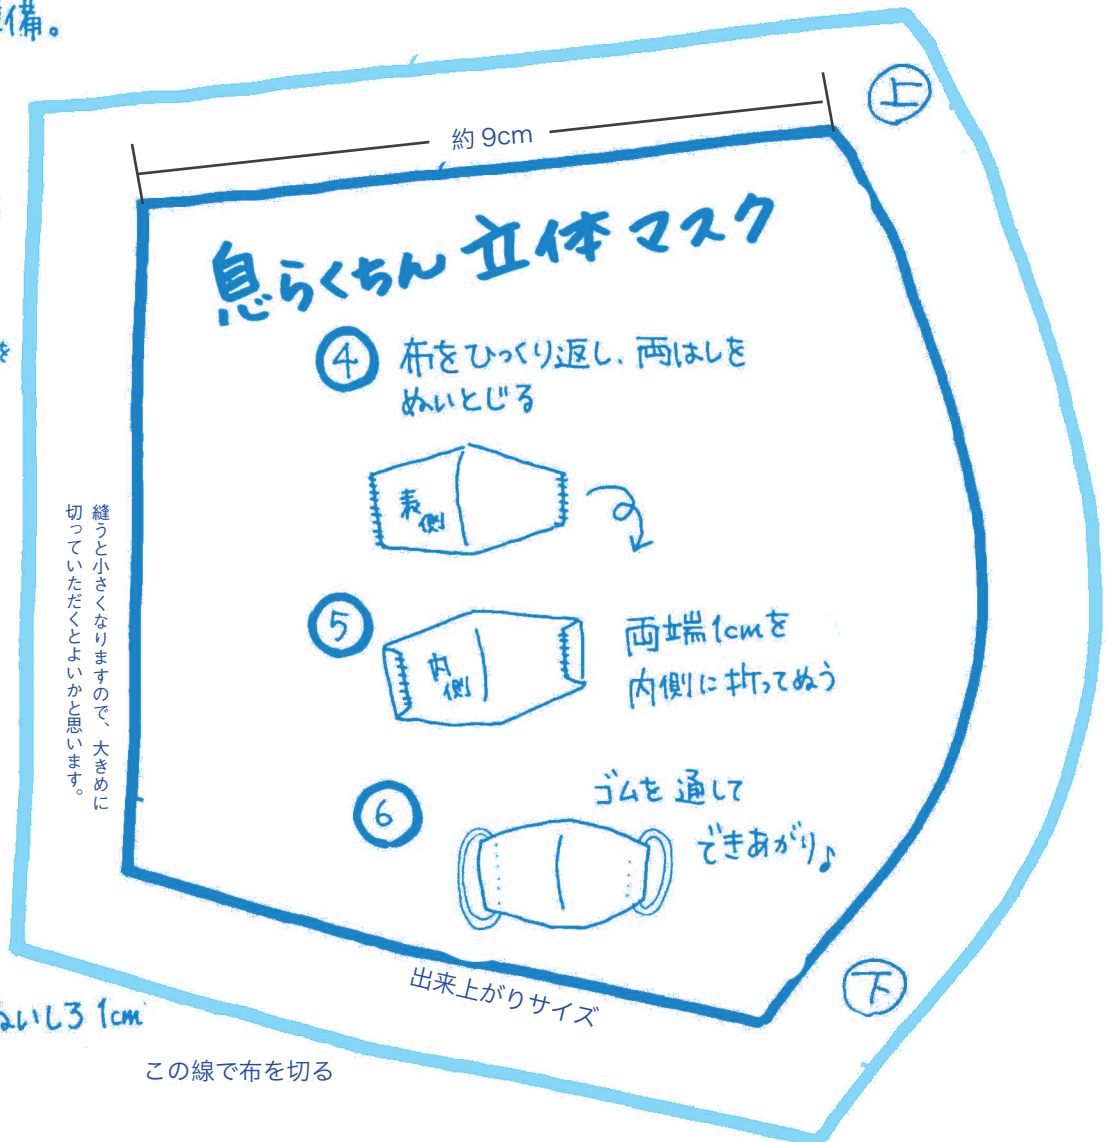 備。
上
約 9cm
息らくちん 立体 マスク
④ 布をひっくり返し、両はしを
ぬいとじる
表
側
を
縫うと小さくなりますので、大きめに
切っていただくとよいかと思います。
⑤ 両端1cmを
内側に折ってぬう
内
側
⑥ ゴムを 通して
できあがり♪
出来上がりサイズ
下
ぬいしろ 1cm
この線で布を切る